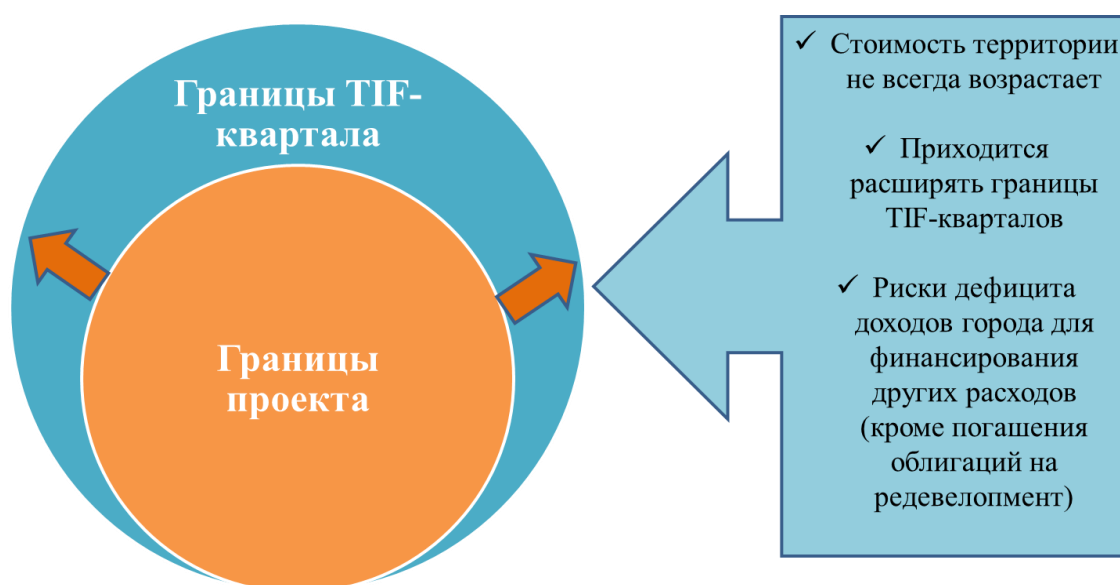 Границы TIF-
квартала
Границы
проекта
✓ Стоимость территории
не всегда возрастает
✓ Приходится
расширять границы
TIF-кварталов
✓ Риски дефицита
доходов города для
финансирования
других расходов
(кроме погашения
облигаций на
редевелопмент)